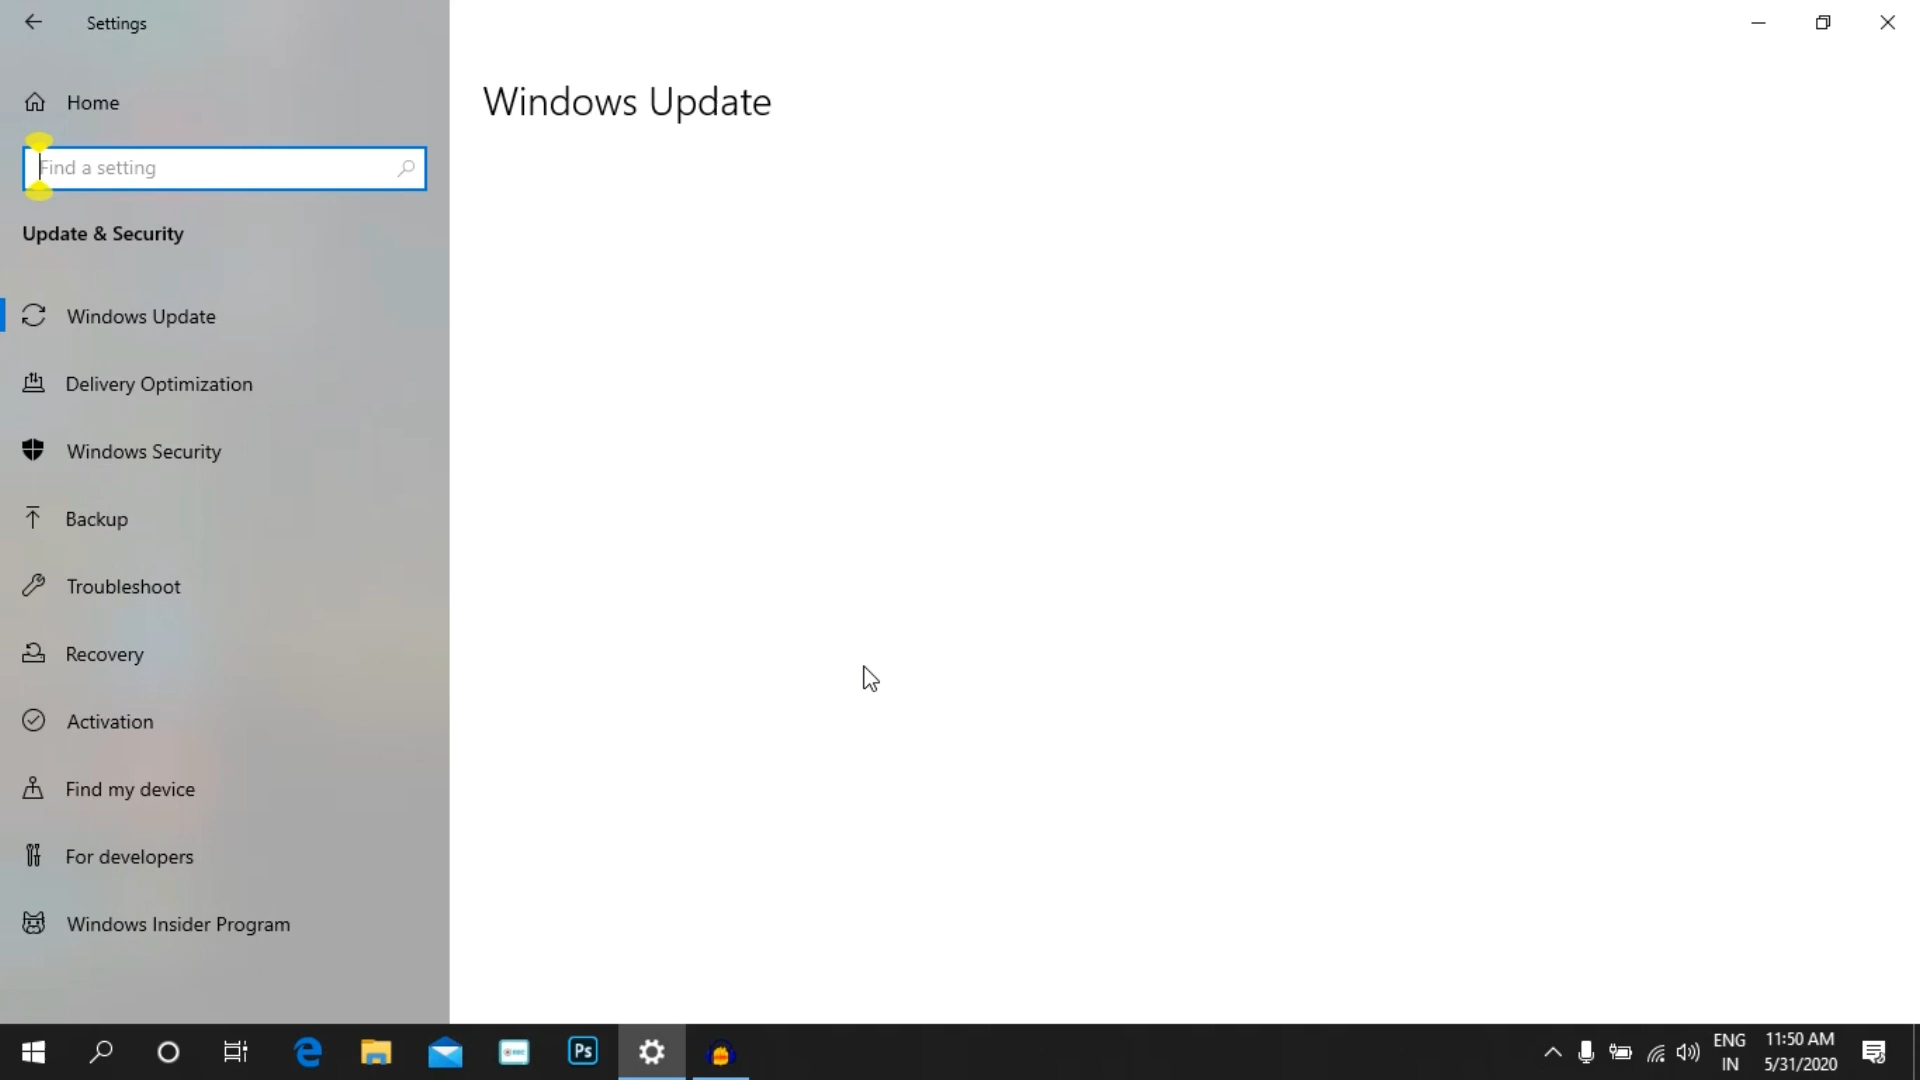 Settings
Home
Find a setting
Update & Security
Windows Update
Delivery Optimization
Windows Security
Backup
Troubleshoot
Recovery
Activation
Find my device
For developers
Windows Insider Program
Windows Update
Ps
ENG
IN
11:50 AM
5/31/2020